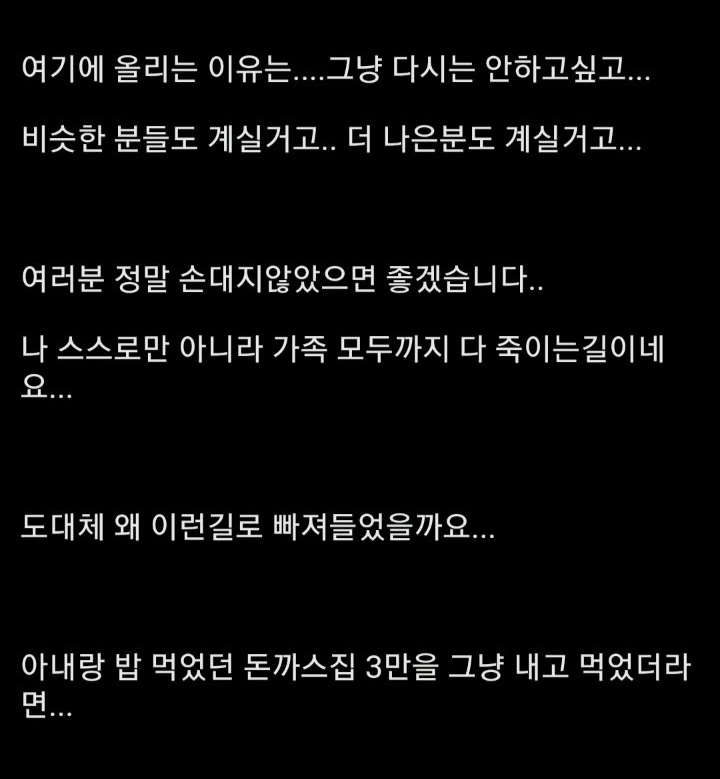 여기에 올리는 이유는....그냥 다시는 안하고싶고...
비슷한 분들도 계실거고.. 더 나은분도 계실거고...
여러분 정말 손대지않았으면 좋겠습니다..
나 스스로만 아니라 가족 모두까지 다 죽이는길이네
요...
도대체 왜 이런길로 빠져들었을까요...
아내랑 밥 먹었던 돈까스집 3만을 그냥 내고 먹었더라
면...